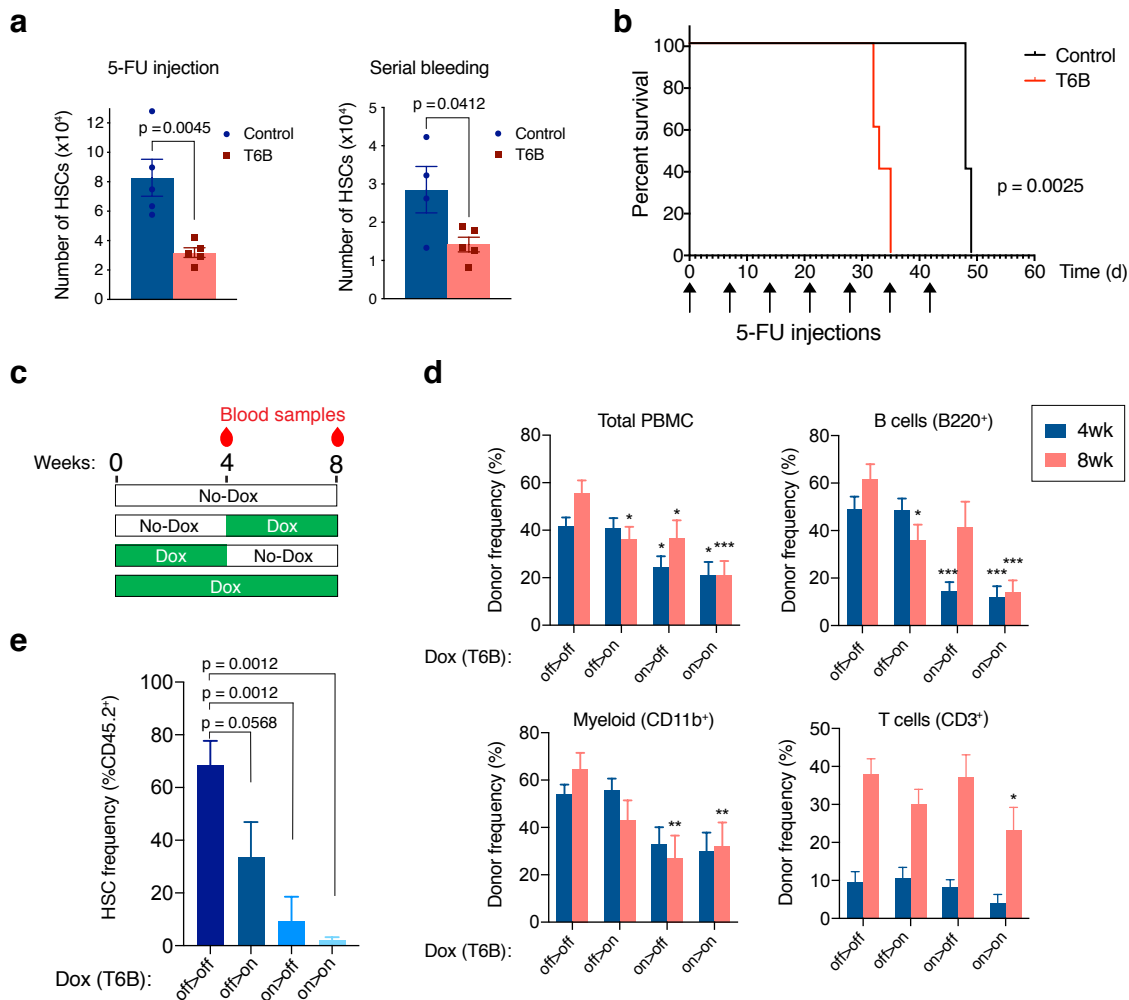 a
5-FU injection
Number of HSCs (x10⁴)
12
10
8
6
4
2
0
p = 0.0045
Control
T6B
Serial bleeding
Number of HSCs (x10⁴)
5
4
3
2
1
0
p = 0.0412
Control
T6B
b
Percent survival
100
80
60
40
20
0
0 10 20 30 40 50 60 Time (d)
Control
T6B
p = 0.0025
5-FU injections
c
Blood samples
Weeks: 0 4 8
No-Dox
No-Dox Dox
Dox No-Dox
Dox
d
Total PBMC
Donor frequency (%)
80
60
40
20
0
* * * * ***
off>off off>on on>off on>on
B cells (B220⁺)
Donor frequency (%)
80
60
40
20
0
* *** *** ***
off>off off>on on>off on>on
4wk
8wk
Dox (T6B):
Myeloid (CD11b⁺)
Donor frequency (%)
80
60
40
20
0
** **
off>off off>on on>off on>on
T cells (CD3⁺)
Donor frequency (%)
50
40
30
20
10
0
*
off>off off>on on>off on>on
Dox (T6B):
e
HSC frequency (%CD45.2⁺)
100
80
60
40
20
0
p = 0.0012
p = 0.0012
p = 0.0568
off>off off>on on>off on>on
Dox (T6B):